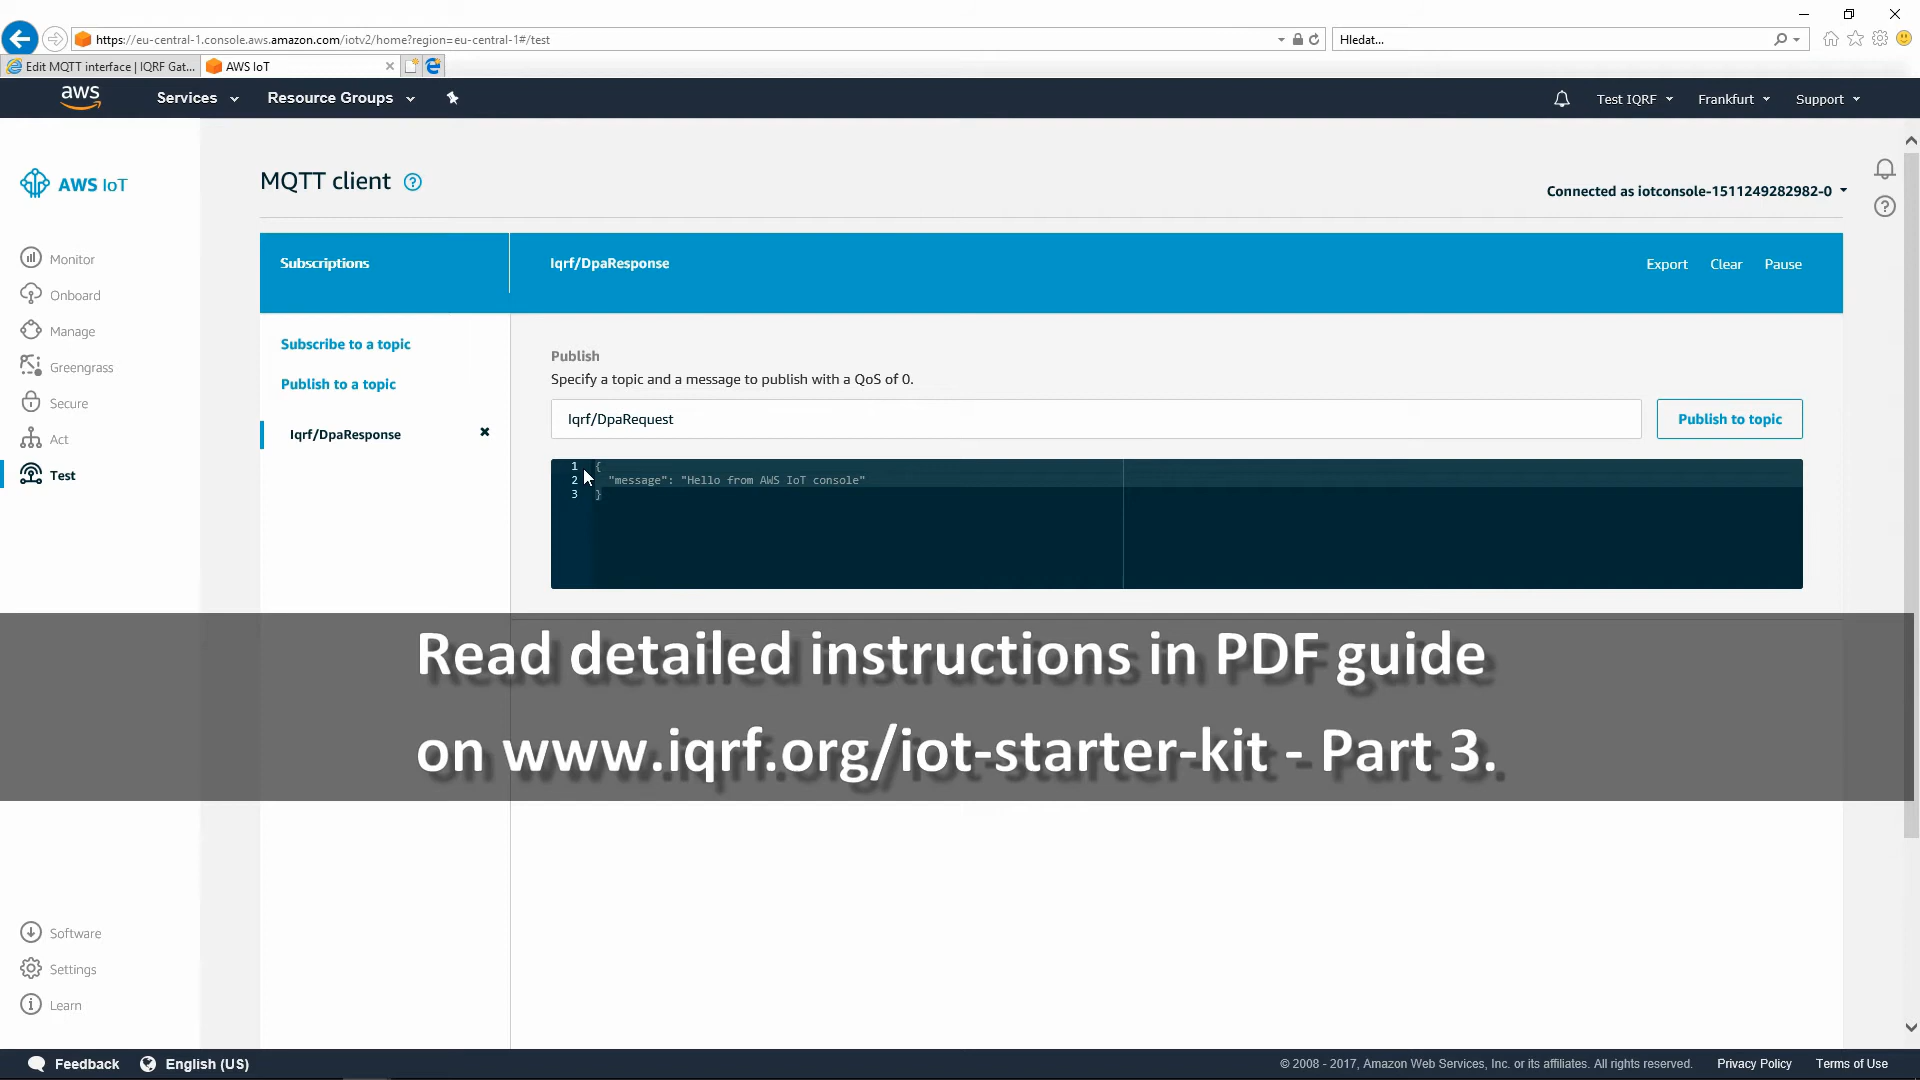 https://eu-central-1.console.aws.amazon.com/iotv2/home?region=eu-central-1#/test
Hledat...
Edit MQTT interface | IQRF Gat...
AWS IoT
aws
Services
Resource Groups
Test IQRF
Frankfurt
Support
AWS IoT
MQTT client
Connected as iotconsole-1511249282982-0
Monitor
Onboard
Manage
Greengrass
Secure
Act
Test
Subscriptions
Iqrf/DpaResponse
Export
Clear
Pause
Subscribe to a topic
Publish to a topic
Iqrf/DpaResponse
Publish
Specify a topic and a message to publish with a QoS of 0.
Iqrf/DpaRequest
Publish to topic
1 {
2 "message": "Hello from AWS IoT console"
3 }
Read detailed instructions in PDF guide
on www.iqrf.org/iot-starter-kit - Part 3.
Software
Settings
Learn
Feedback
English (US)
© 2008 - 2017, Amazon Web Services, Inc. or its affiliates. All rights reserved.
Privacy Policy
Terms of Use